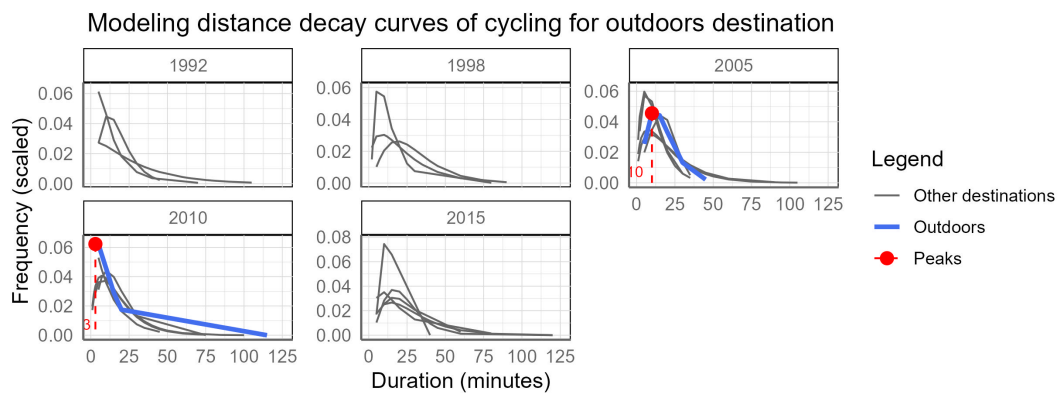 Modeling distance decay curves of cycling for outdoors destination
1992
1998
2005
0.06
0.04
0.02
0.00
0.06
0.04
0.02
0.00
0.06
0.04
0.02
0.00
10
0 25 50 75 100 125
2010
2015
0.06
0.04
0.02
0.00
3
0.08
0.06
0.04
0.02
0.00
0 25 50 75 100 125
0 25 50 75 100 125
Frequency (scaled)
Duration (minutes)
Legend
Other destinations
Outdoors
Peaks